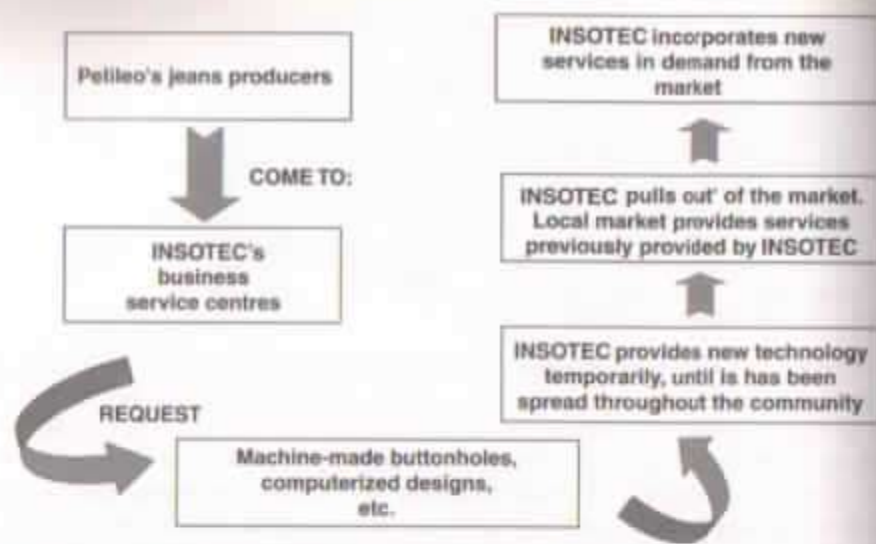 Pelileo's jeans producers
COME TO:
INSOTEC's
business
service centres
REQUEST
Machine-made buttonholes,
computerized designs,
etc.
INSOTEC provides new technology
temporarily, until is has been
spread throughout the community
INSOTEC pulls out' of the market.
Local market provides services
previously provided by INSOTEC
INSOTEC incorporates new
services in demand from the
market